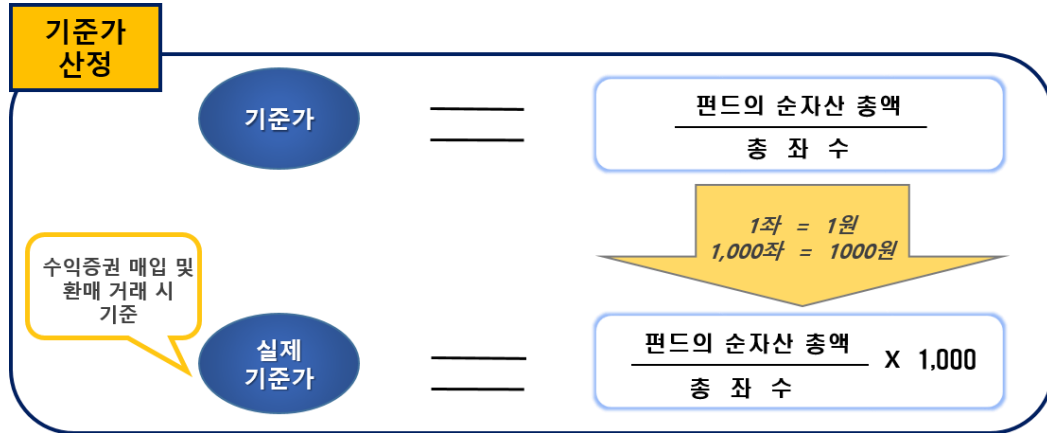 기준가
산정
기준가
펀드의 순자산 총액
총 좌 수
1좌 = 1원
1,000좌 = 1000원
수익증권 매입 및
환매 거래 시
기준
실제
기준가
펀드의 순자산 총액
총 좌 수
X 1,000